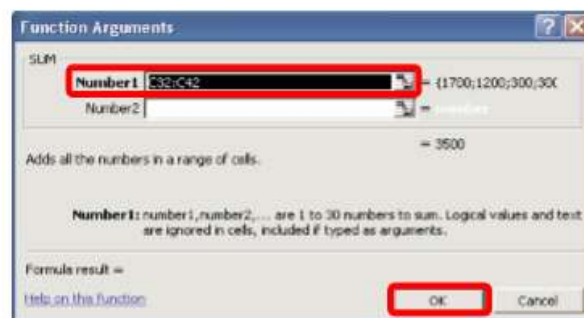 Function Arguments
SUM
Number1 C32:C42 = {1700;1200;300;30(
Number2 = number
= 3500
Adds all the numbers in a range of cells.
Number1: number1,number2,... are 1 to 30 numbers to sum. Logical values and text
are ignored in cells, included if typed as arguments.
Formula result =
Help on this function
OK
Cancel